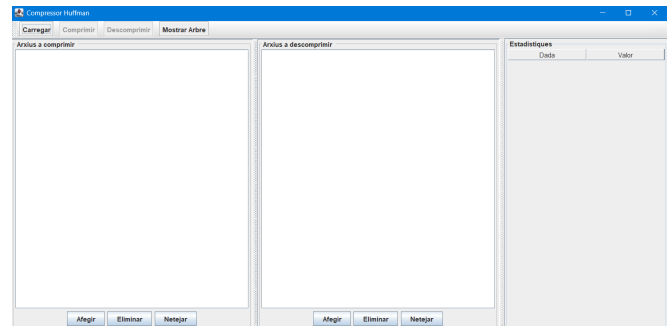 Compressor Huffman
Carregar Comprimir Descomprimir Mostrar Arbre
Arxius a comprimir
Arxius a descomprimir
Estadístiques
Dada Valor
Afegir Eliminar Netejar
Afegir Eliminar Netejar